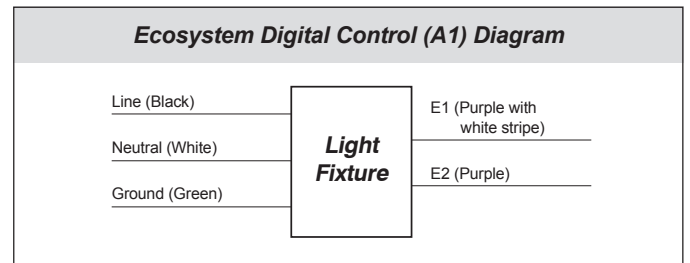 Ecosystem Digital Control (A1) Diagram
Line (Black)
Neutral (White)
Ground (Green)
Light
Fixture
E1 (Purple with
white stripe)
E2 (Purple)